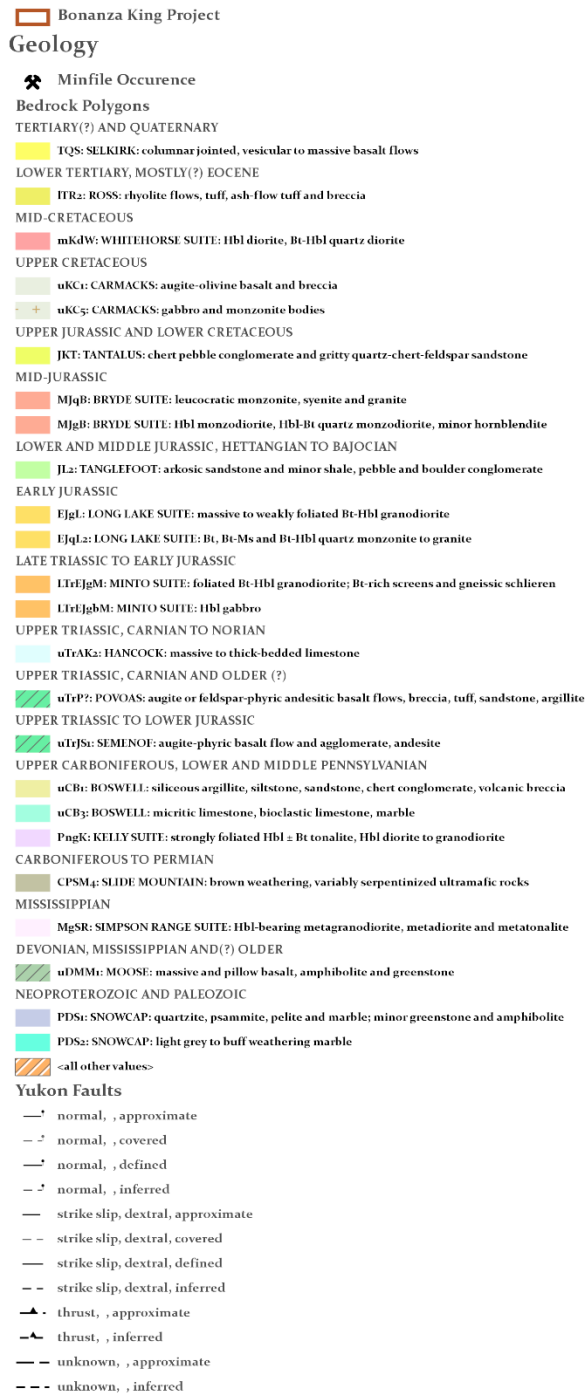 Bonanza King Project
Geology
Minfile Occurence
Bedrock Polygons
TERTIARY(?) AND QUATERNARY
TQS: SELKIRK: columnar jointed, vesicular to massive basalt flows
LOWER TERTIARY, MOSTLY(?) EOCENE
lTR2: ROSS: rhyolite flows, tuff, ash-flow tuff and breccia
MID-CRETACEOUS
mKdW: WHITEHORSE SUITE: Hbl diorite, Bt-Hbl quartz diorite
UPPER CRETACEOUS
uKC1: CARMACKS: augite-olivine basalt and breccia
uKC5: CARMACKS: gabbro and monzonite bodies
UPPER JURASSIC AND LOWER CRETACEOUS
JKT: TANTALUS: chert pebble conglomerate and gritty quartz-chert-feldspar sandstone
MID-JURASSIC
MJqB: BRYDE SUITE: leucocratic monzonite, syenite and granite
MJgB: BRYDE SUITE: Hbl monzodiorite, Hbl-Bt quartz monzodiorite, minor hornblendite
LOWER AND MIDDLE JURASSIC, HETTANGIAN TO BAJOCIAN
JL2: TANGLEFOOT: arkosic sandstone and minor shale, pebble and boulder conglomerate
EARLY JURASSIC
EJgL: LONG LAKE SUITE: massive to weakly foliated Bt-Hbl granodiorite
EJqL2: LONG LAKE SUITE: Bt, Bt-Ms and Bt-Hbl quartz monzonite to granite
LATE TRIASSIC TO EARLY JURASSIC
LTrEJgM: MINTO SUITE: foliated Bt-Hbl granodiorite; Bt-rich screens and gneissic schlieren
LTrEJgbM: MINTO SUITE: Hbl gabbro
UPPER TRIASSIC, CARNIAN TO NORIAN
uTrAK2: HANCOCK: massive to thick-bedded limestone
UPPER TRIASSIC, CARNIAN AND OLDER (?)
uTrP?: POVOAS: augite or feldspar-phyric andesitic basalt flows, breccia, tuff, sandstone, argillite
UPPER TRIASSIC TO LOWER JURASSIC
uTrJS1: SEMENOF: augite-phyric basalt flow and agglomerate, andesite
UPPER CARBONIFEROUS, LOWER AND MIDDLE PENNSYLVANIAN
uCB1: BOSWELL: siliceous argillite, siltstone, sandstone, chert conglomerate, volcanic breccia
uCB3: BOSWELL: micritic limestone, bioclastic limestone, marble
PngK: KELLY SUITE: strongly foliated Hbl ± Bt tonalite, Hbl diorite to granodiorite
CARBONIFEROUS TO PERMIAN
CPSM4: SLIDE MOUNTAIN: brown weathering, variably serpentinized ultramafic rocks
MISSISSIPPIAN
MgSR: SIMPSON RANGE SUITE: Hbl-bearing metagranodiorite, metadiorite and metatonalite
DEVONIAN, MISSISSIPPIAN AND(?) OLDER
uDMM1: MOOSE: massive and pillow basalt, amphibolite and greenstone
NEOPROTEROZOIC AND PALEOZOIC
PDS1: SNOWCAP: quartzite, psammite, pelite and marble; minor greenstone and amphibolite
PDS2: SNOWCAP: light grey to buff weathering marble
<all other values>
Yukon Faults
normal, , approximate
normal, , covered
normal, , defined
normal, , inferred
strike slip, dextral, approximate
strike slip, dextral, covered
strike slip, dextral, defined
strike slip, dextral, inferred
thrust, , approximate
thrust, , inferred
unknown, , approximate
unknown, , inferred